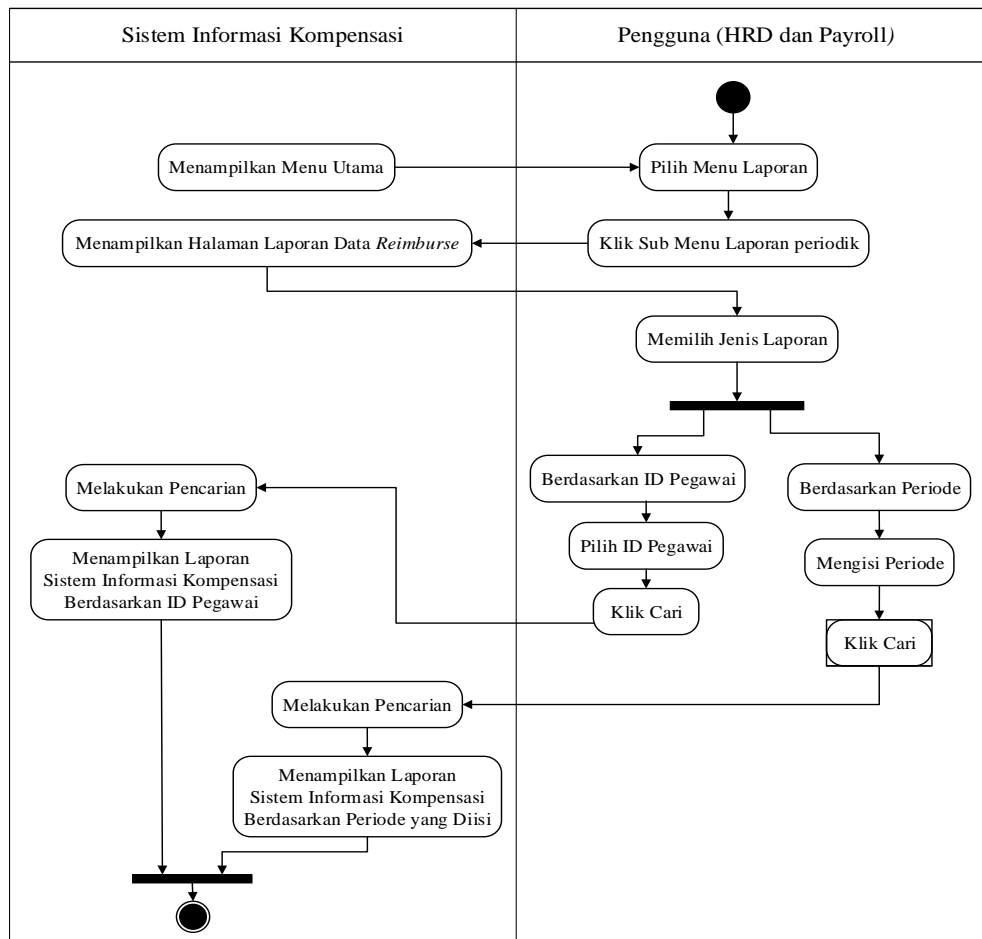 Sistem Informasi Kompensasi
Pengguna (HRD dan Payroll)
Menampilkan Menu Utama
Pilih Menu Laporan
Menampilkan Halaman Laporan Data Reimburse
Klik Sub Menu Laporan periodik
Memilih Jenis Laporan
Berdasarkan ID Pegawai
Berdasarkan Periode
Melakukan Pencarian
Pilih ID Pegawai
Mengisi Periode
Menampilkan Laporan
Sistem Informasi Kompensasi
Berdasarkan ID Pegawai
Klik Cari
Klik Cari
Melakukan Pencarian
Menampilkan Laporan
Sistem Informasi Kompensasi
Berdasarkan Periode yang Diisi